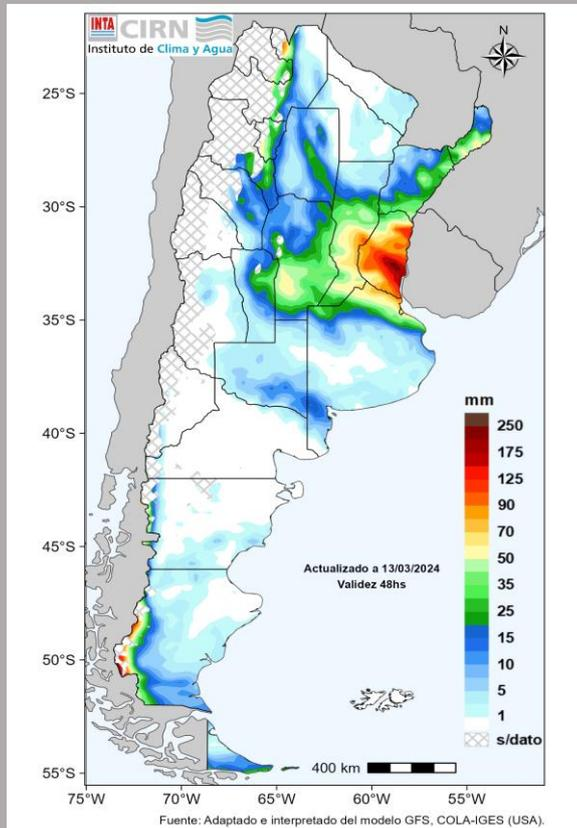 INTA CIRN
Instituto de Clima y Agua
N
25°S
30°S
35°S
40°S
45°S
50°S
55°S
mm
250
175
125
90
70
50
35
25
15
10
5
1
s/dato
Actualizado a 13/03/2024
Validez 48hs
400 km
75°W
70°W
65°W
60°W
55°W
Fuente: Adaptado e interpretado del modelo GFS, COLA-IGES (USA).